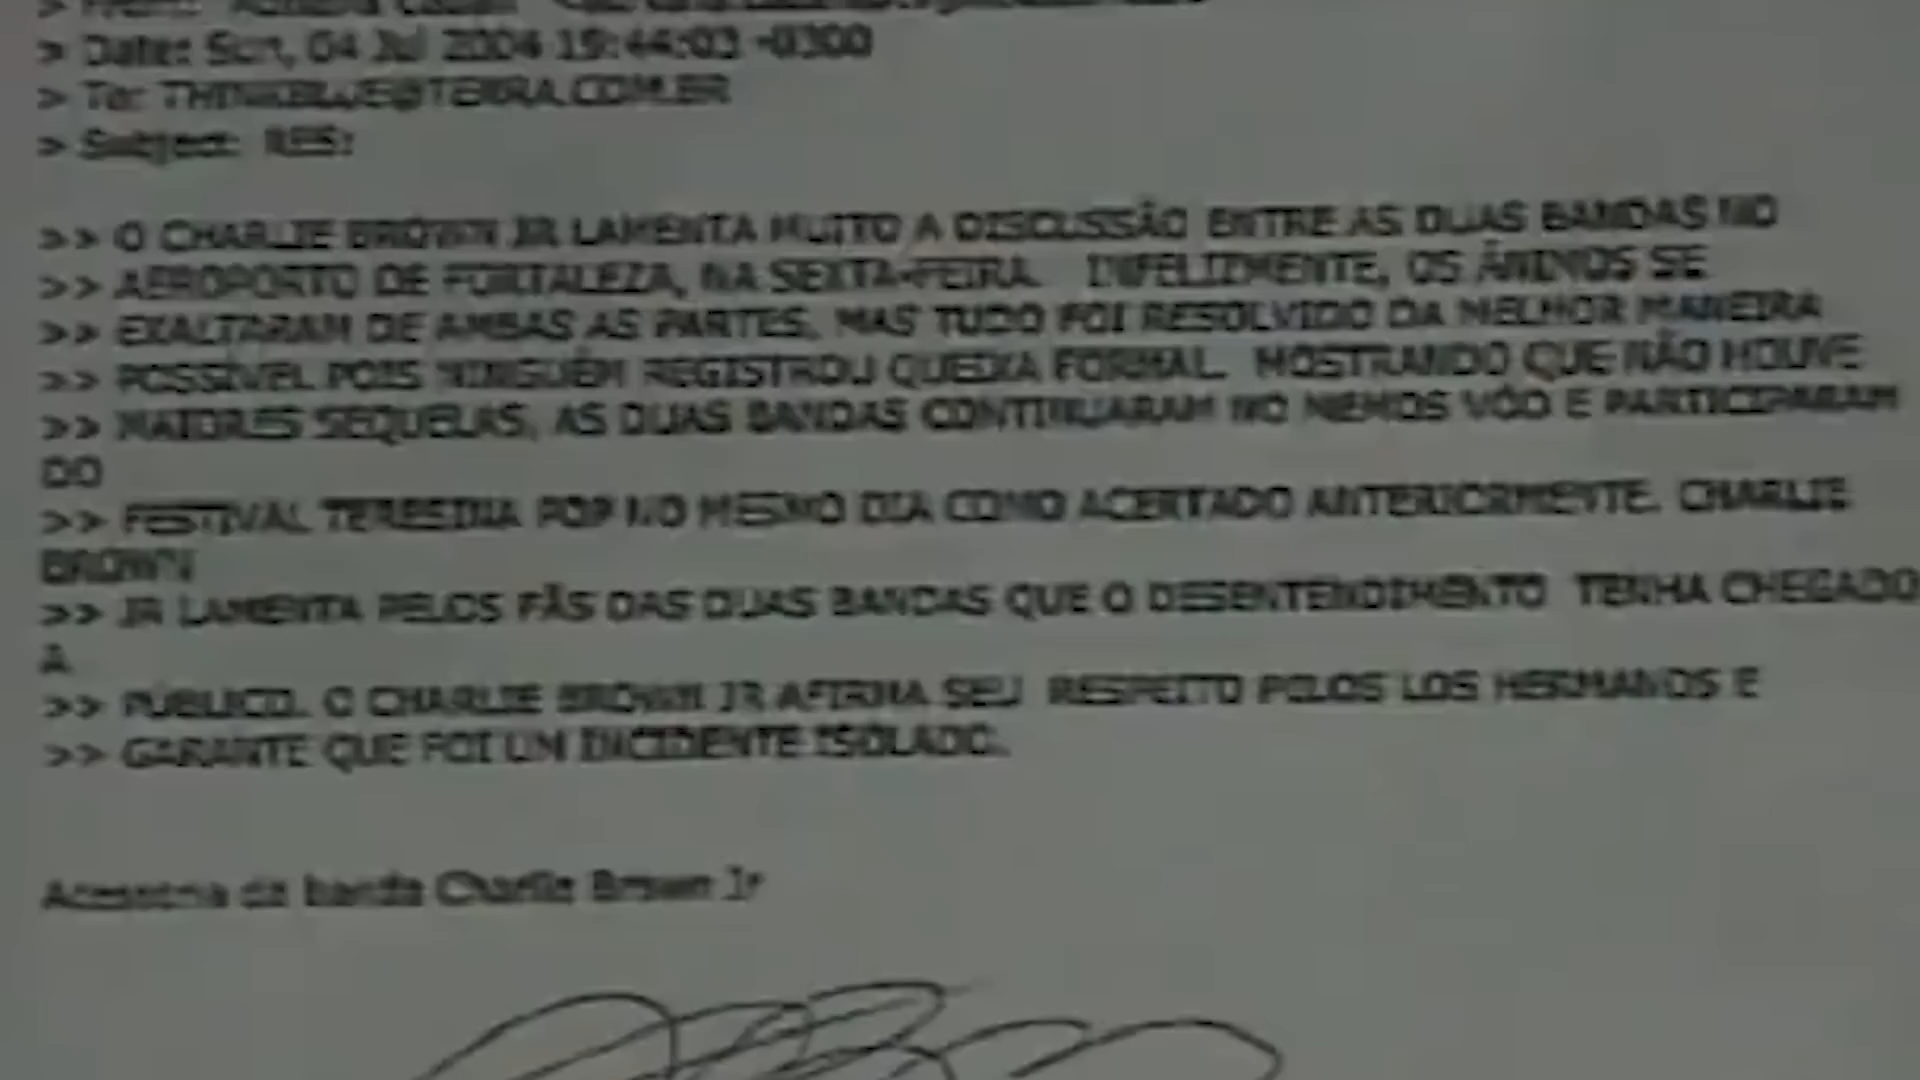 > Date: Sun, 04 Jul 2004 19:44:03 -0300
> To: THINKBLUE@TERRA.COM.BR
> Subject: RES:
>> O CHARLIE BROWN JR LAMENTA MUITO A DISCUSSÃO ENTRE AS DUAS BANDAS NO
>> AEROPORTO DE FORTALEZA, NA SEXTA-FEIRA. INFELIZMENTE, OS ÂNIMOS SE
>> EXALTARAM DE AMBAS AS PARTES, MAS TUDO FOI RESOLVIDO DA MELHOR MANEIRA
>> POSSÍVEL POIS NINGUÉM REGISTROU QUEIXA FORMAL. MOSTRANDO QUE NÃO HOUVE
>> MAIORES SEQUELAS, AS DUAS BANDAS CONTINUARAM NO MESMO VÔO E PARTICIPARAM
DO
>> FESTIVAL TERESINA POP NO MESMO DIA COMO ACERTADO ANTERIORMENTE. CHARLIE
BROWN
>> JR LAMENTA PELOS FÃS DAS DUAS BANDAS QUE O DESENTENDIMENTO TENHA CHEGADO
A
>> PÚBLICO. O CHARLIE BROWN JR AFIRMA SEU RESPEITO PELOS LOS HERMANOS E
>> GARANTE QUE FOI UM INCIDENTE ISOLADO.
da banda Charlie Brown Jr